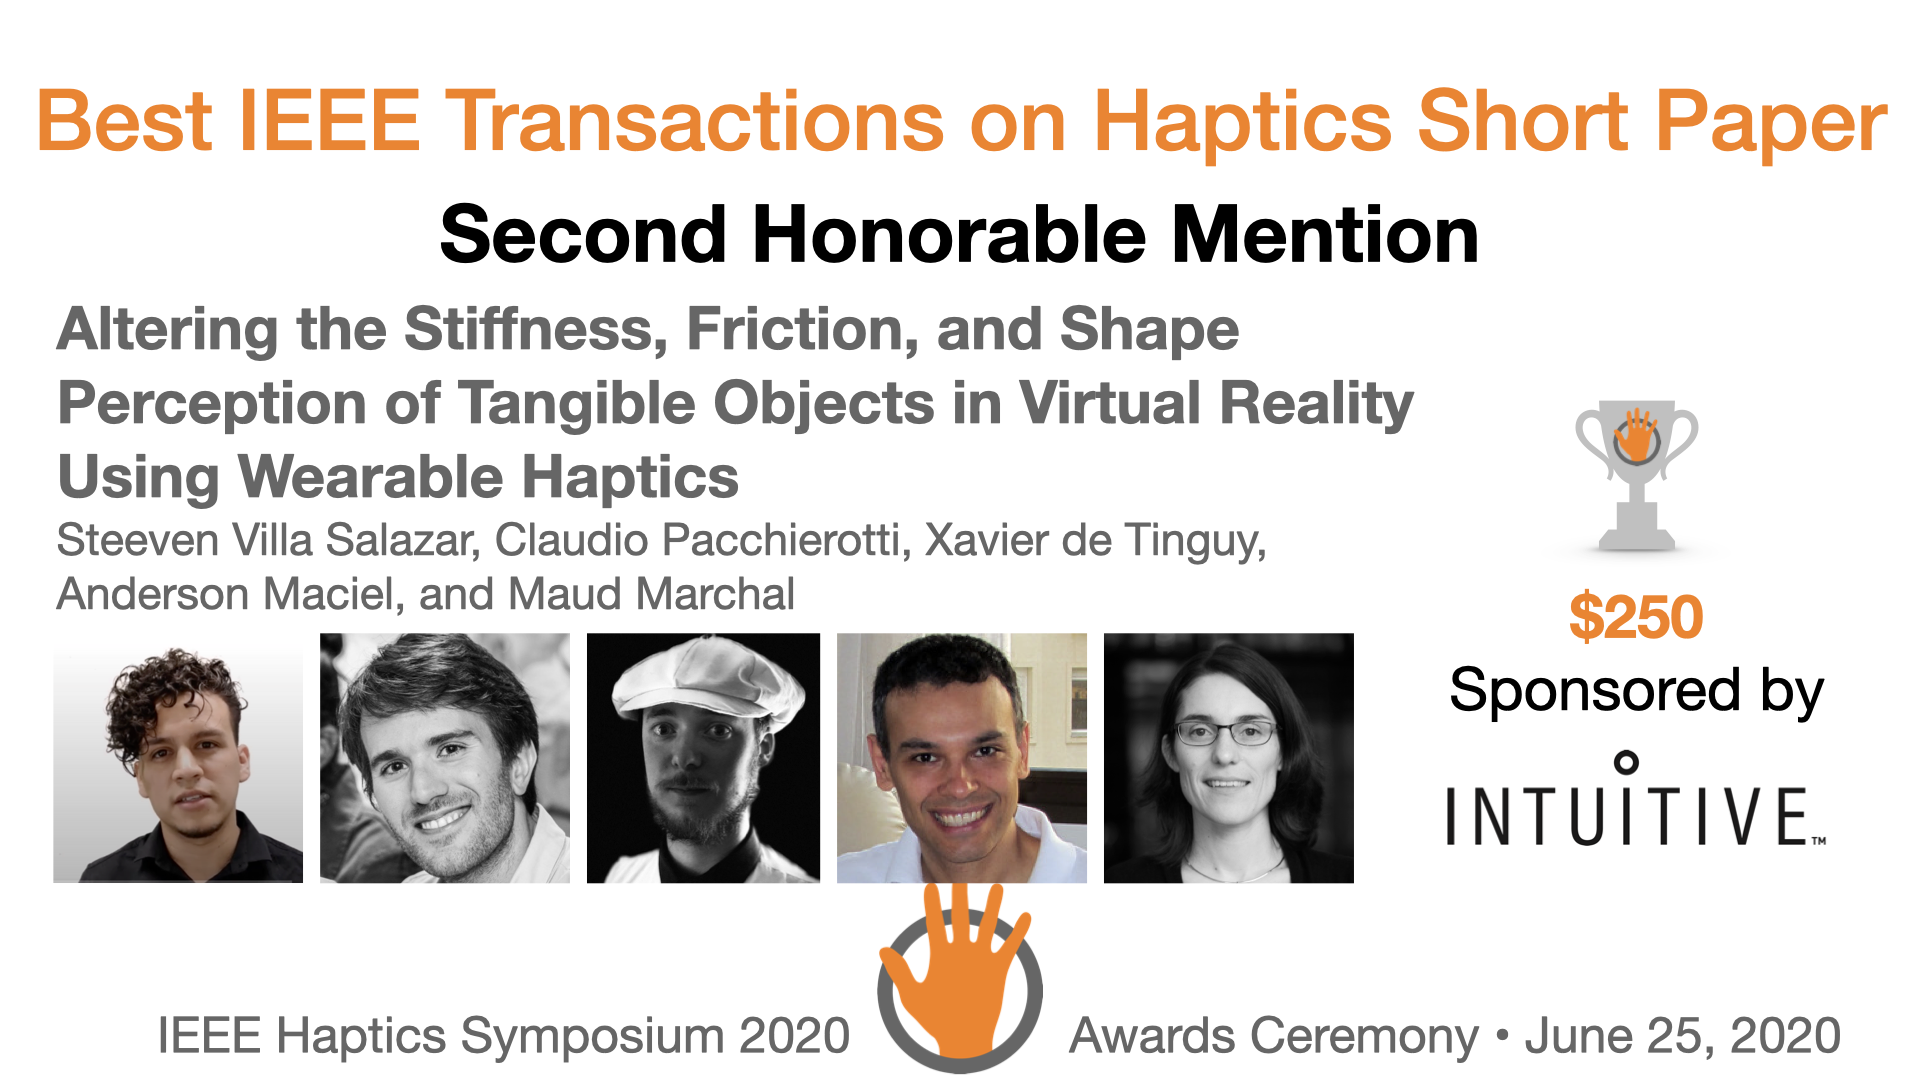 Best IEEE Transactions on Haptics Short Paper
Second Honorable Mention
Altering the Stiffness, Friction, and Shape
Perception of Tangible Objects in Virtual Reality
Using Wearable Haptics
Steeven Villa Salazar, Claudio Pacchierotti, Xavier de Tinguy,
Anderson Maciel, and Maud Marchal
$250
Sponsored by
INTUITIVE™
IEEE Haptics Symposium 2020
Awards Ceremony • June 25, 2020